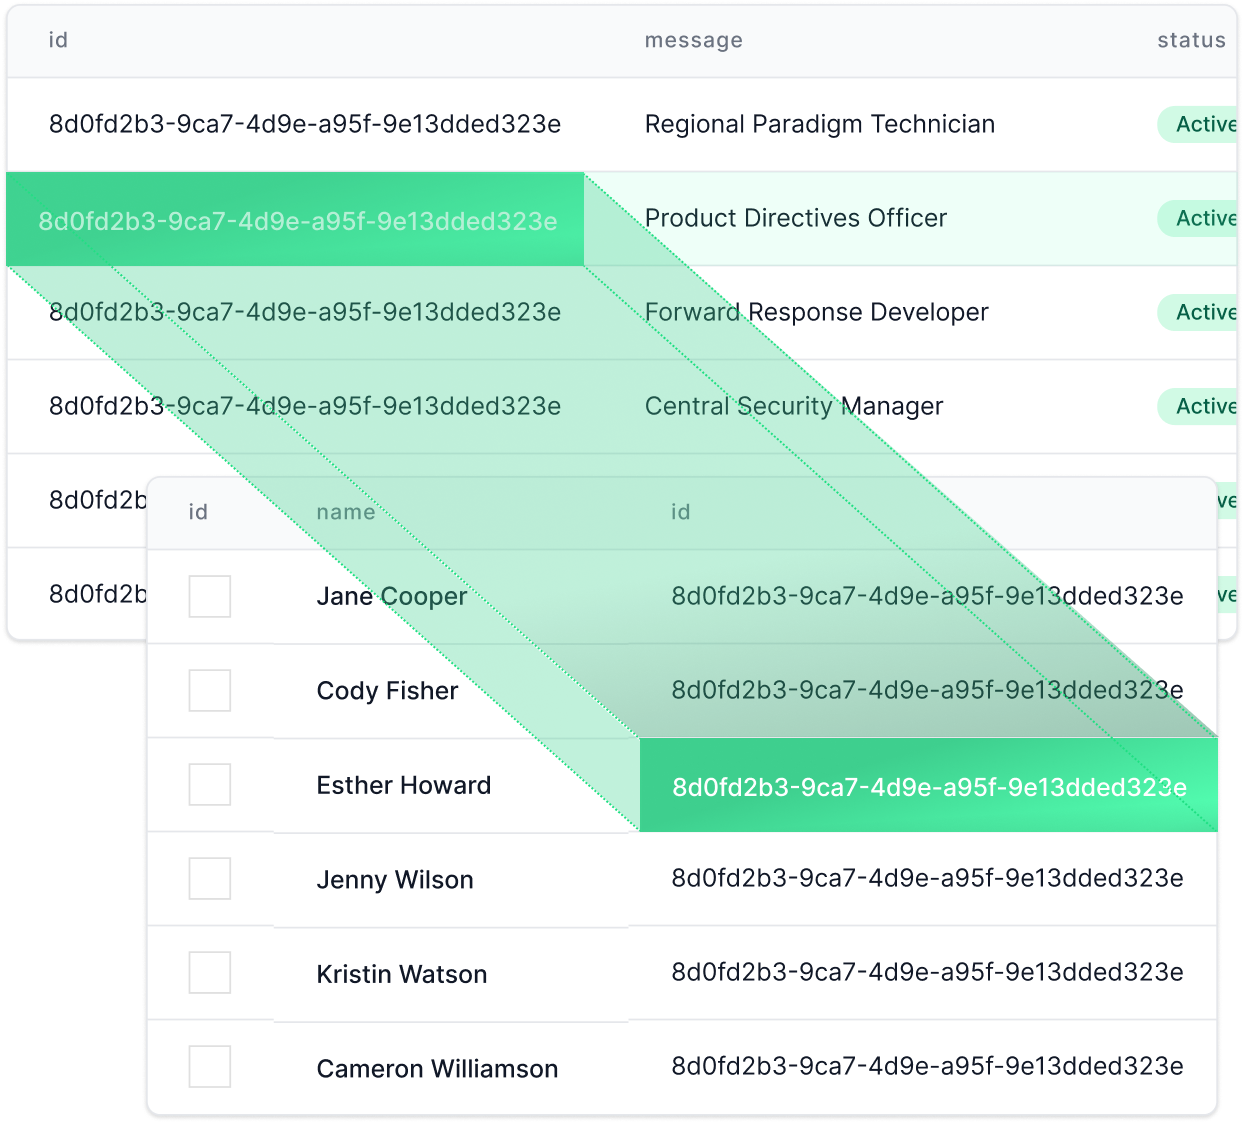 id message status
8d0fd2b3-9ca7-4d9e-a95f-9e13dded323e Regional Paradigm Technician Active
8d0fd2b3-9ca7-4d9e-a95f-9e13dded323e Product Directives Officer Active
8d0fd2b3-9ca7-4d9e-a95f-9e13dded323e Forward Response Developer Active
8d0fd2b3-9ca7-4d9e-a95f-9e13dded323e Central Security Manager Active
8d0fd2b ve
8d0fd2b ve
id name id
Jane Cooper 8d0fd2b3-9ca7-4d9e-a95f-9e13dded323e
Cody Fisher 8d0fd2b3-9ca7-4d9e-a95f-9e13dded323e
Esther Howard 8d0fd2b3-9ca7-4d9e-a95f-9e13dded323e
Jenny Wilson 8d0fd2b3-9ca7-4d9e-a95f-9e13dded323e
Kristin Watson 8d0fd2b3-9ca7-4d9e-a95f-9e13dded323e
Cameron Williamson 8d0fd2b3-9ca7-4d9e-a95f-9e13dded323e